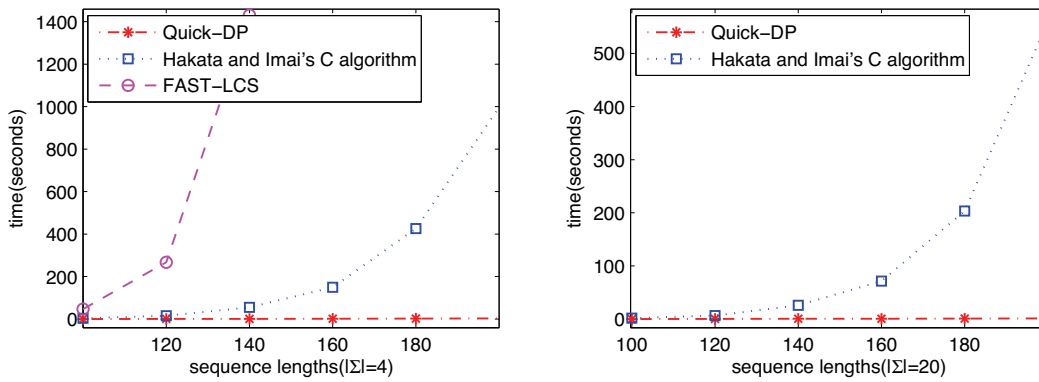 1400
1200
1000
800
600
400
200
0
time(seconds)
Quick−DP
Hakata and Imai's C algorithm
FAST−LCS
120 140 160 180
sequence lengths(|Σ|=4)
500
400
300
200
100
0
time(seconds)
Quick−DP
Hakata and Imai's C algorithm
100 120 140 160 180
sequence lengths(|Σ|=20)